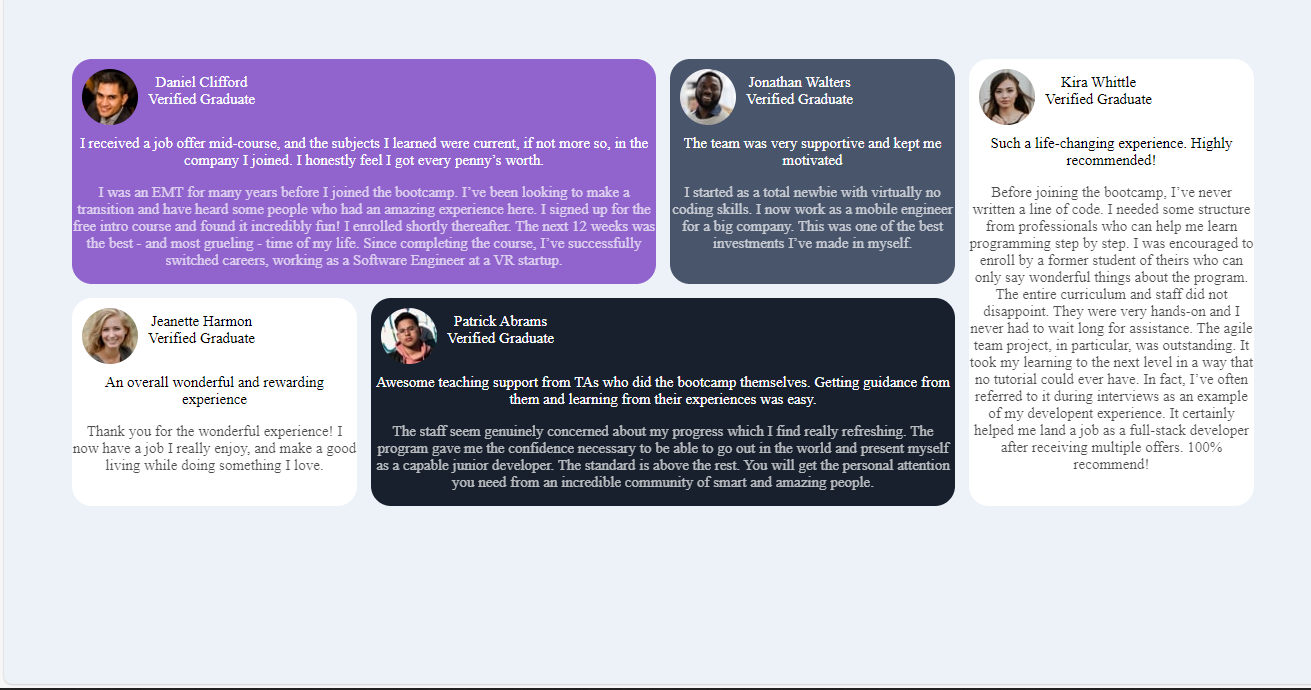 Daniel Clifford
Verified Graduate
I received a job offer mid-course, and the subjects I learned were current, if not more so, in the
company I joined. I honestly feel I got every penny’s worth.
I was an EMT for many years before I joined the bootcamp. I’ve been looking to make a
transition and have heard some people who had an amazing experience here. I signed up for the
free intro course and found it incredibly fun! I enrolled shortly thereafter. The next 12 weeks was
the best - and most grueling - time of my life. Since completing the course, I’ve successfully
switched careers, working as a Software Engineer at a VR startup.
Jonathan Walters
Verified Graduate
The team was very supportive and kept me
motivated
I started as a total newbie with virtually no
coding skills. I now work as a mobile engineer
for a big company. This was one of the best
investments I’ve made in myself.
Kira Whittle
Verified Graduate
Such a life-changing experience. Highly
recommended!
Before joining the bootcamp, I’ve never
written a line of code. I needed some structure
from professionals who can help me learn
programming step by step. I was encouraged to
enroll by a former student of theirs who can
only say wonderful things about the program.
The entire curriculum and staff did not
disappoint. They were very hands-on and I
never had to wait long for assistance. The agile
team project, in particular, was outstanding. It
took my learning to the next level in a way that
no tutorial could ever have. In fact, I’ve often
referred to it during interviews as an example
of my developent experience. It certainly
helped me land a job as a full-stack developer
after receiving multiple offers. 100%
recommend!
Jeanette Harmon
Verified Graduate
An overall wonderful and rewarding
experience
Thank you for the wonderful experience! I
now have a job I really enjoy, and make a good
living while doing something I love.
Patrick Abrams
Verified Graduate
Awesome teaching support from TAs who did the bootcamp themselves. Getting guidance from
them and learning from their experiences was easy.
The staff seem genuinely concerned about my progress which I find really refreshing. The
program gave me the confidence necessary to be able to go out in the world and present myself
as a capable junior developer. The standard is above the rest. You will get the personal attention
you need from an incredible community of smart and amazing people.